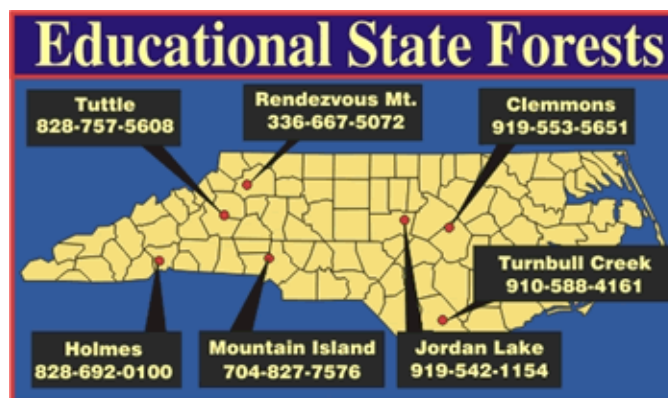 Educational State Forests
Tuttle
828-757-5608
Rendezvous Mt.
336-667-5072
Clemmons
919-553-5651
Turnbull Creek
910-588-4161
Holmes
828-692-0100
Mountain Island
704-827-7576
Jordan Lake
919-542-1154